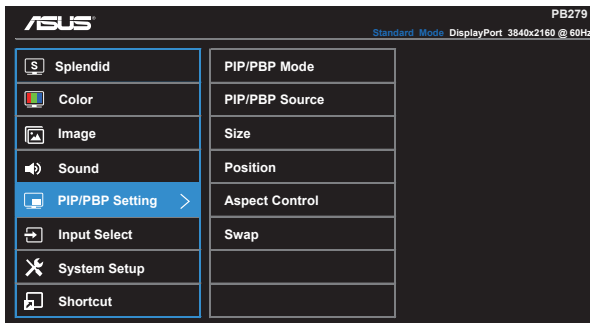 ASUS
PB279
Standard Mode DisplayPort 3840x2160 @ 60Hz
S Splendid
Color
Image
Sound
PIP/PBP Setting >
Input Select
System Setup
Shortcut
PIP/PBP Mode
PIP/PBP Source
Size
Position
Aspect Control
Swap